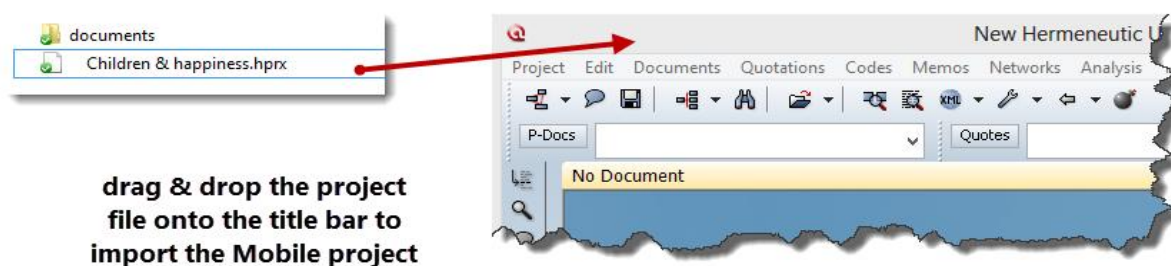 documents
Children & happiness.hprx
drag & drop the project
file onto the title bar to
import the Mobile project
New Hermeneutic U
Project Edit Documents Quotations Codes Memos Networks Analysis
XML
P-Docs Quotes
No Document